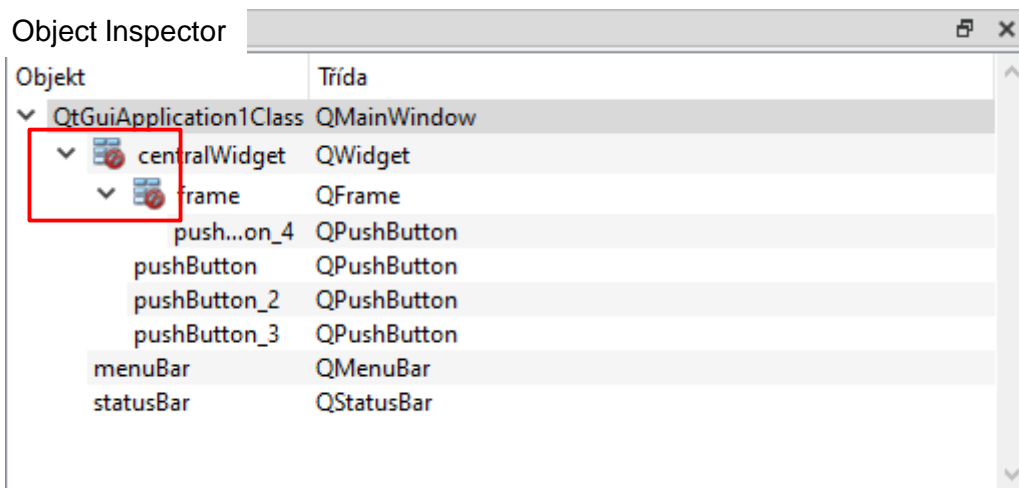 Object Inspector
Objekt Třída
QtGuiApplication1Class QMainWindow
centralWidget QWidget
frame QFrame
push...on_4 QPushButton
pushButton QPushButton
pushButton_2 QPushButton
pushButton_3 QPushButton
menuBar QMenuBar
statusBar QStatusBar